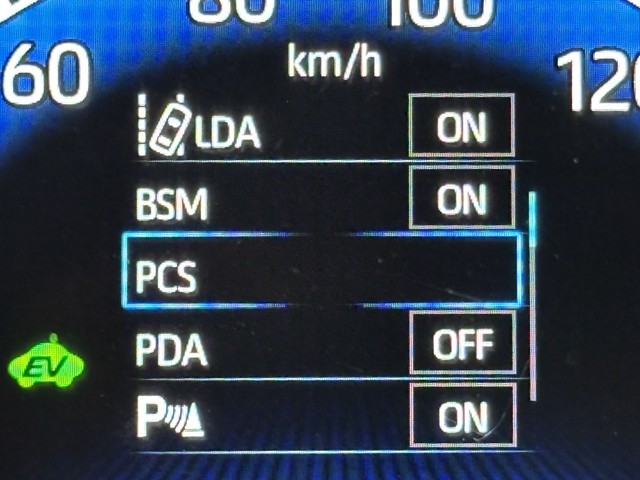 80 100
km/h
60 120
LDA ON
BSM ON
PCS
PDA OFF
EV
P ON